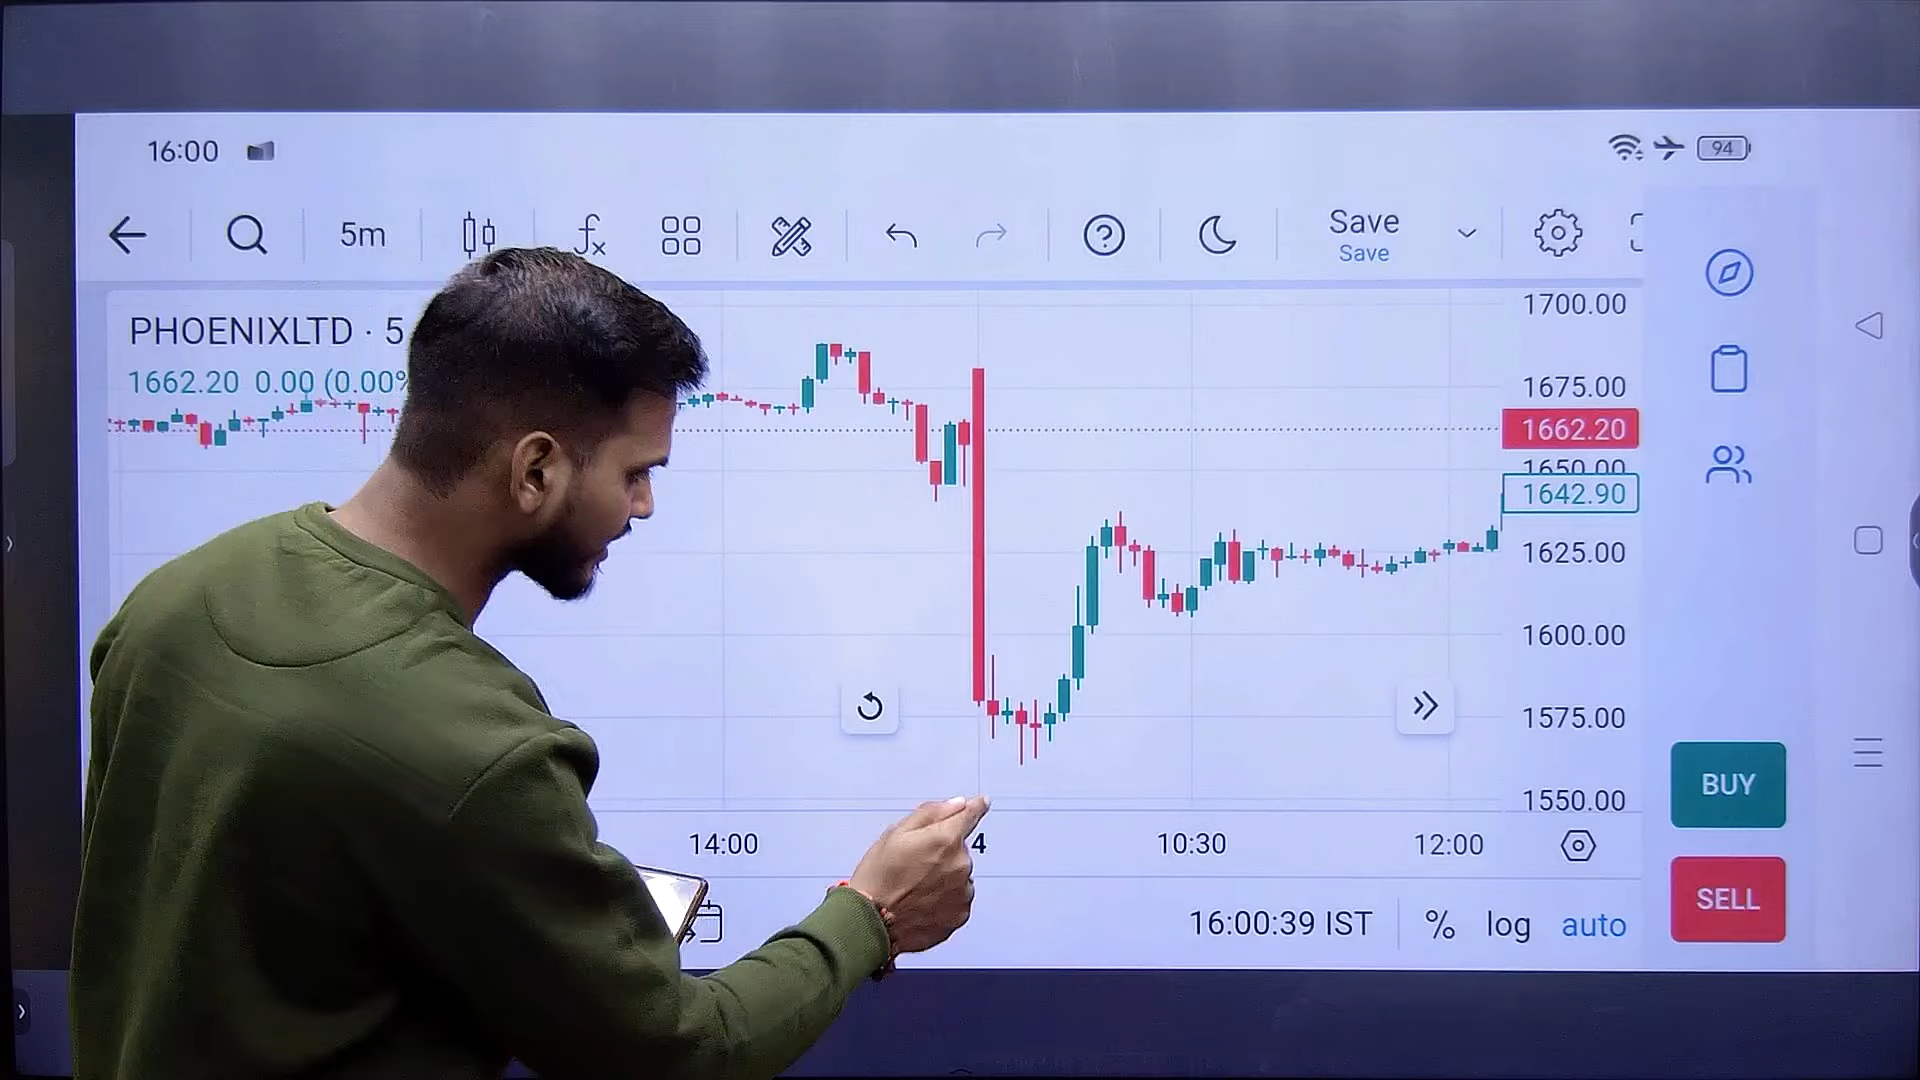 16:00
94
5m
fx
Save
Save
PHOENIXLTD · 5
1662.20 0.00 (0.00%
1700.00
1675.00
1662.20
1650.00
1642.90
1625.00
1600.00
1575.00
1550.00
BUY
SELL
14:00
4
10:30
12:00
16:00:39 IST
%
log
auto